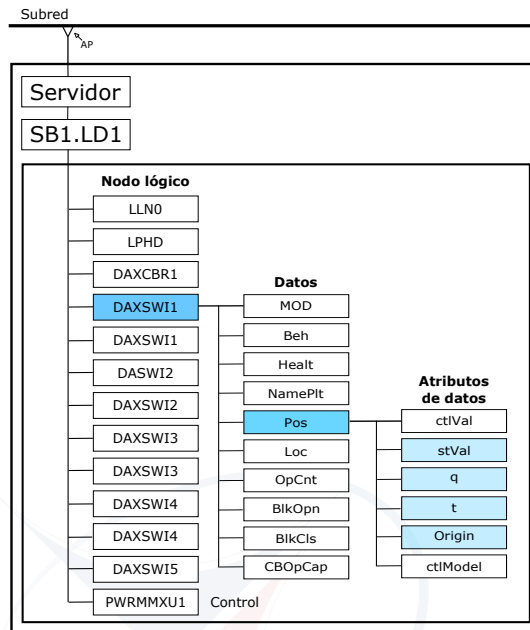 Subred
AP
Servidor
SB1.LD1
Nodo lógico
LLN0
LPHD
DAXCBR1
DAXSWI1
DAXSWI1
DASWI2
DAXSWI2
DAXSWI3
DAXSWI3
DAXSWI4
DAXSWI4
DAXSWI5
PWRMMXU1 Control
Datos
MOD
Beh
Healt
NamePlt
Pos
Loc
OpCnt
BlkOpn
BlkCls
CBOpCap
Atributos
de datos
ctlVal
stVal
q
t
Origin
ctlModel